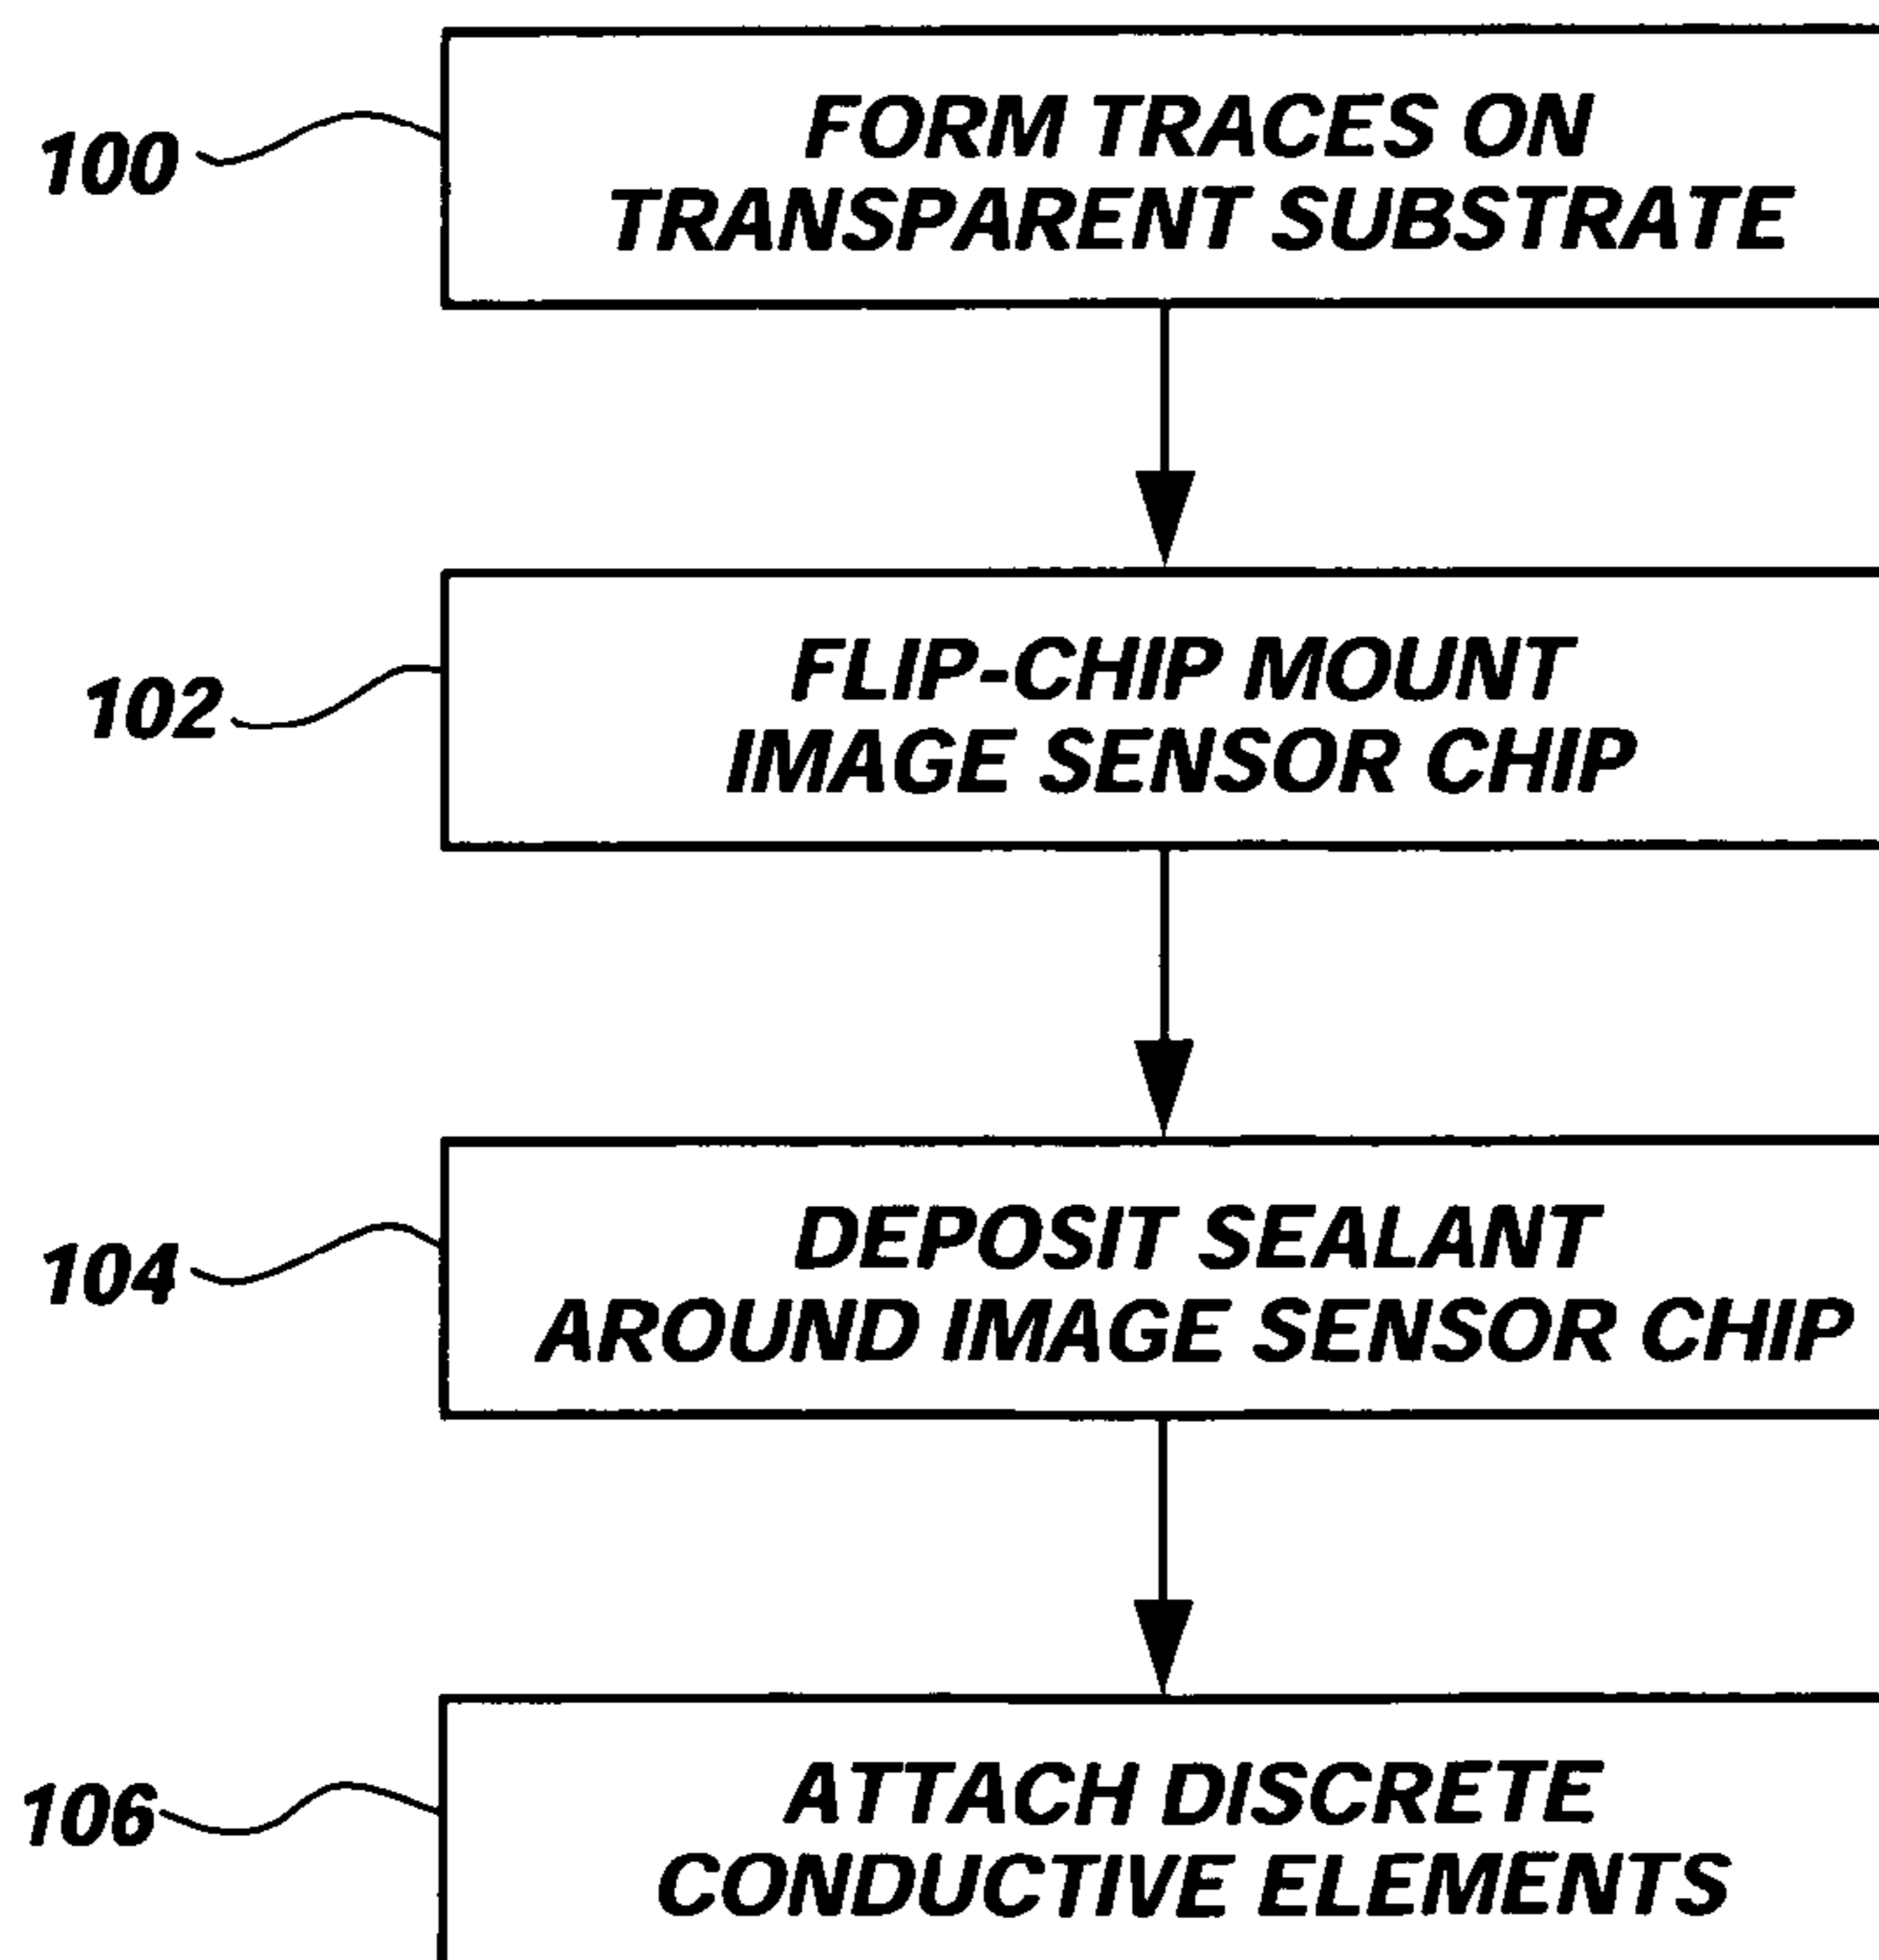 100
FORM TRACES ON
TRANSPARENT SUBSTRATE
102
FLIP-CHIP MOUNT
IMAGE SENSOR CHIP
104
DEPOSIT SEALANT
AROUND IMAGE SENSOR CHIP
106
ATTACH DISCRETE
CONDUCTIVE ELEMENTS